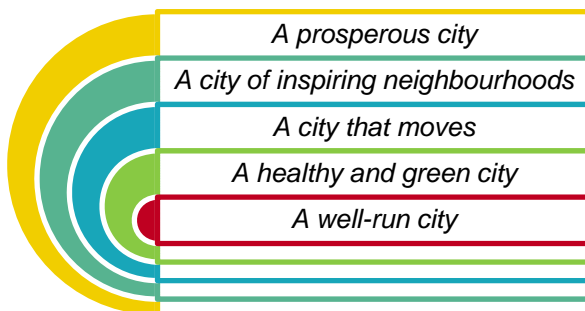 A prosperous city
A city of inspiring neighbourhoods
A city that moves
A healthy and green city
A well-run city